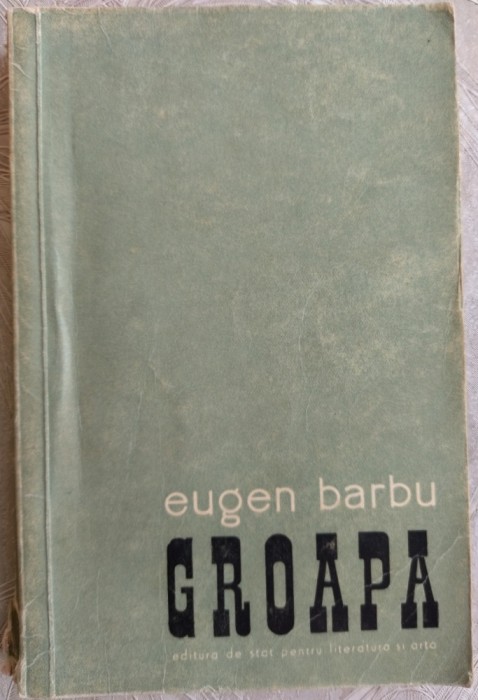 eugen barbu
GROAPA
editura de stat pentru literatura si arta